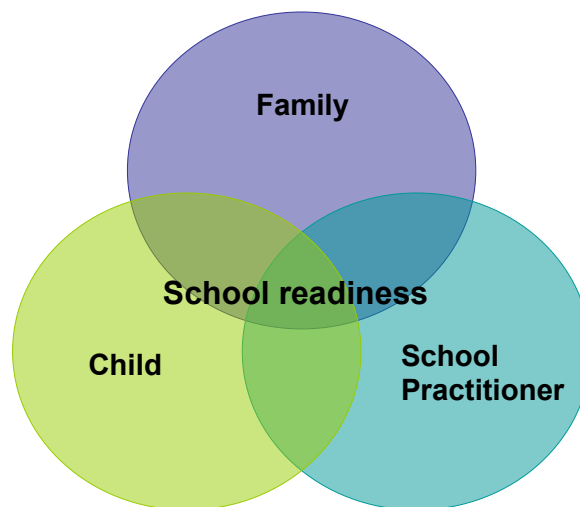 Family
School readiness
Child
School
Practitioner